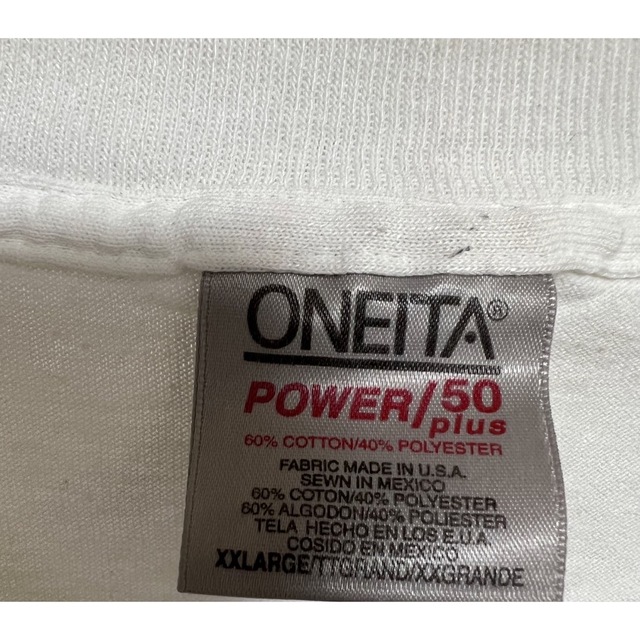 ONEITA®
POWER/50 plus
60% COTTON/40% POLYESTER
FABRIC MADE IN U.S.A.
SEWN IN MEXICO
60% COTON/40% POLYESTER
60% ALGODON/40% POLIESTER
TELA HECHO EN LOS E.U.A
COSIDO EN MEXICO
XXLARGE/TTGRAND/XXGRANDE